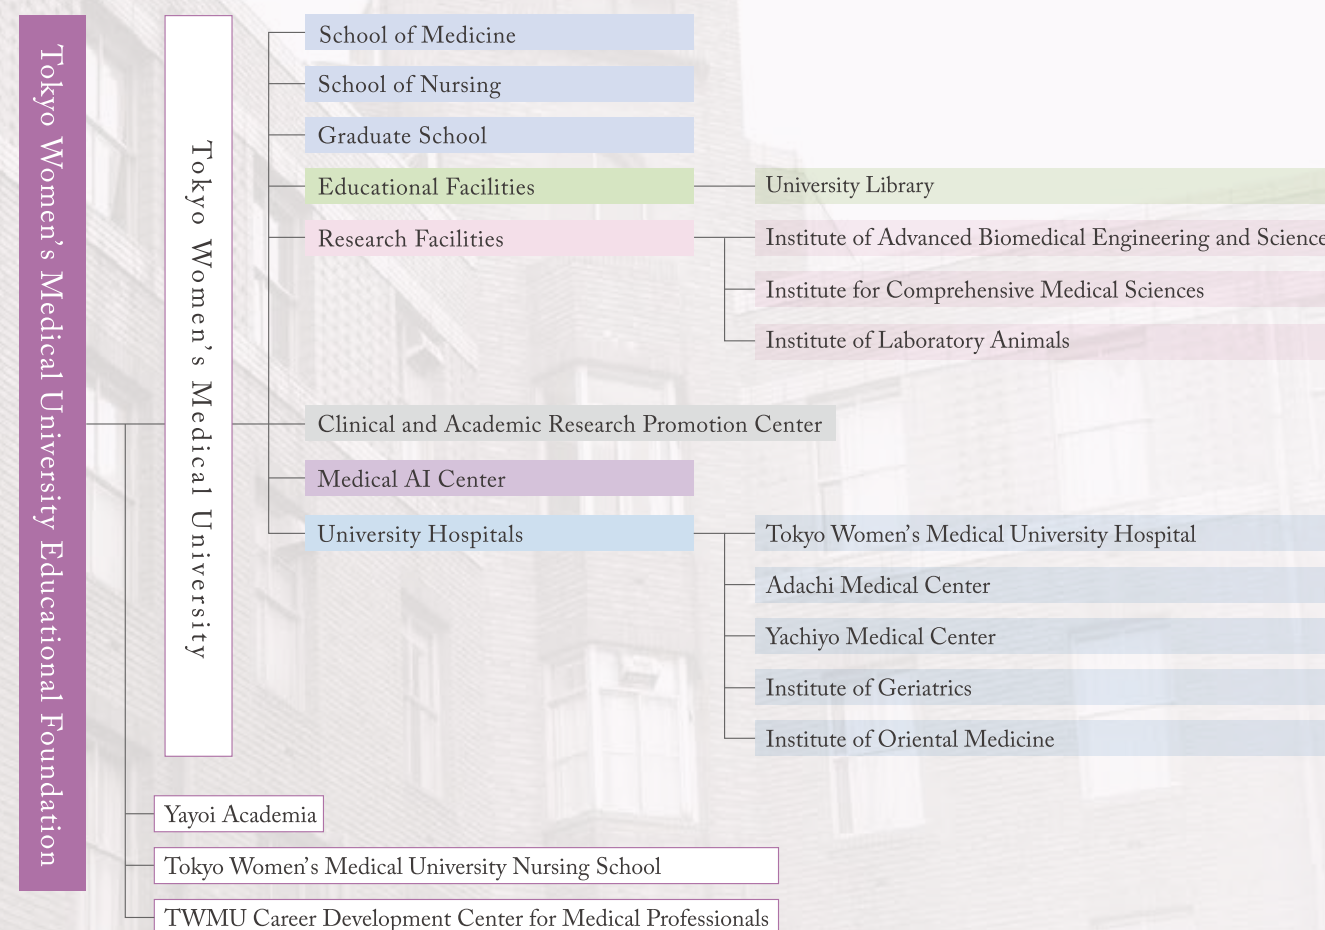 Tokyo Women's Medical University Educational Foundation
Tokyo Women's Medical University
School of Medicine
School of Nursing
Graduate School
Educational Facilities
University Library
Research Facilities
Institute of Advanced Biomedical Engineering and Science
Institute for Comprehensive Medical Sciences
Institute of Laboratory Animals
Clinical and Academic Research Promotion Center
Medical AI Center
University Hospitals
Tokyo Women's Medical University Hospital
Adachi Medical Center
Yachiyo Medical Center
Institute of Geriatrics
Institute of Oriental Medicine
Yayoi Academia
Tokyo Women's Medical University Nursing School
TWMU Career Development Center for Medical Professionals